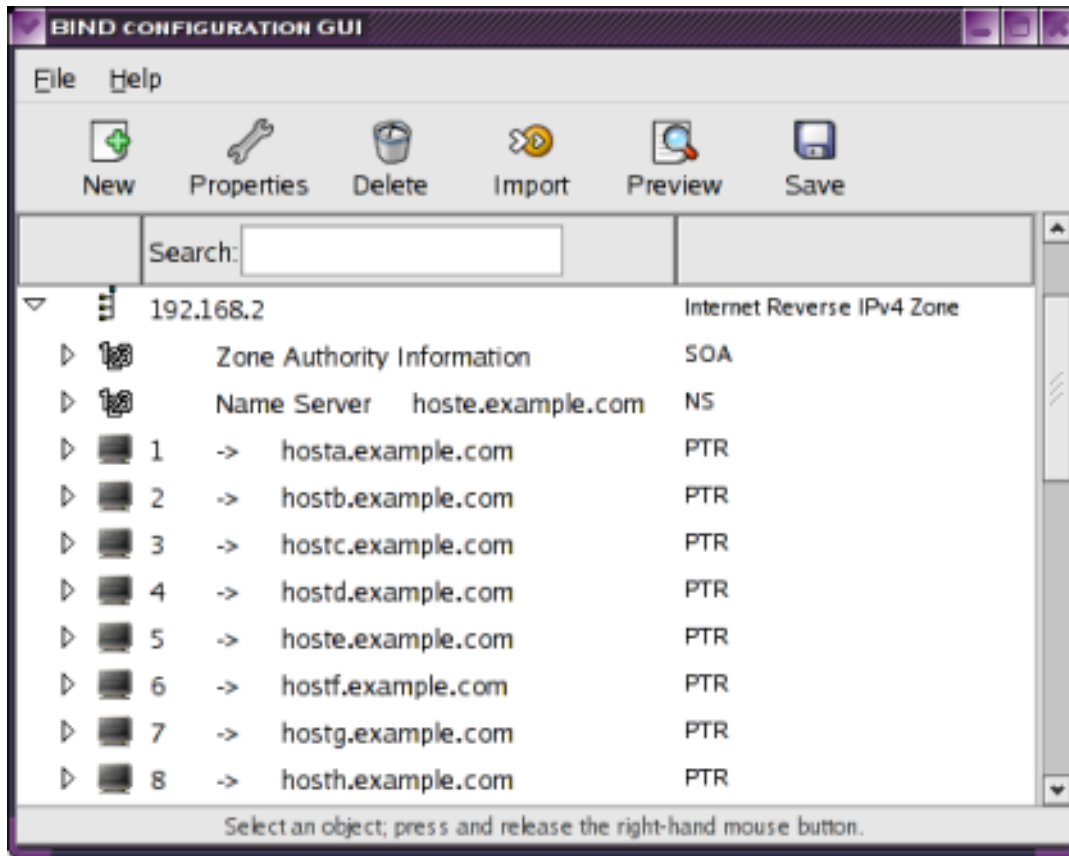 BIND CONFIGURATION GUI
File Help
New Properties Delete Import Preview Save
Search:
192.168.2 Internet Reverse IPv4 Zone
Zone Authority Information SOA
Name Server hoste.example.com NS
1 -> hosta.example.com PTR
2 -> hostb.example.com PTR
3 -> hostc.example.com PTR
4 -> hostd.example.com PTR
5 -> hoste.example.com PTR
6 -> hostf.example.com PTR
7 -> hostg.example.com PTR
8 -> hosth.example.com PTR
Select an object; press and release the right-hand mouse button.